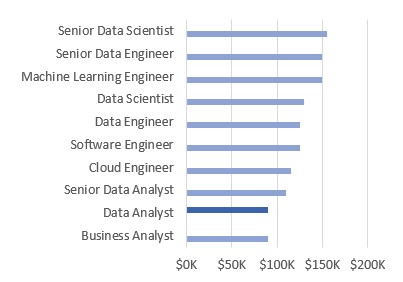 Senior Data Scientist
Senior Data Engineer
Machine Learning Engineer
Data Scientist
Data Engineer
Software Engineer
Cloud Engineer
Senior Data Analyst
Data Analyst
Business Analyst
$0K $50K $100K $150K $200K